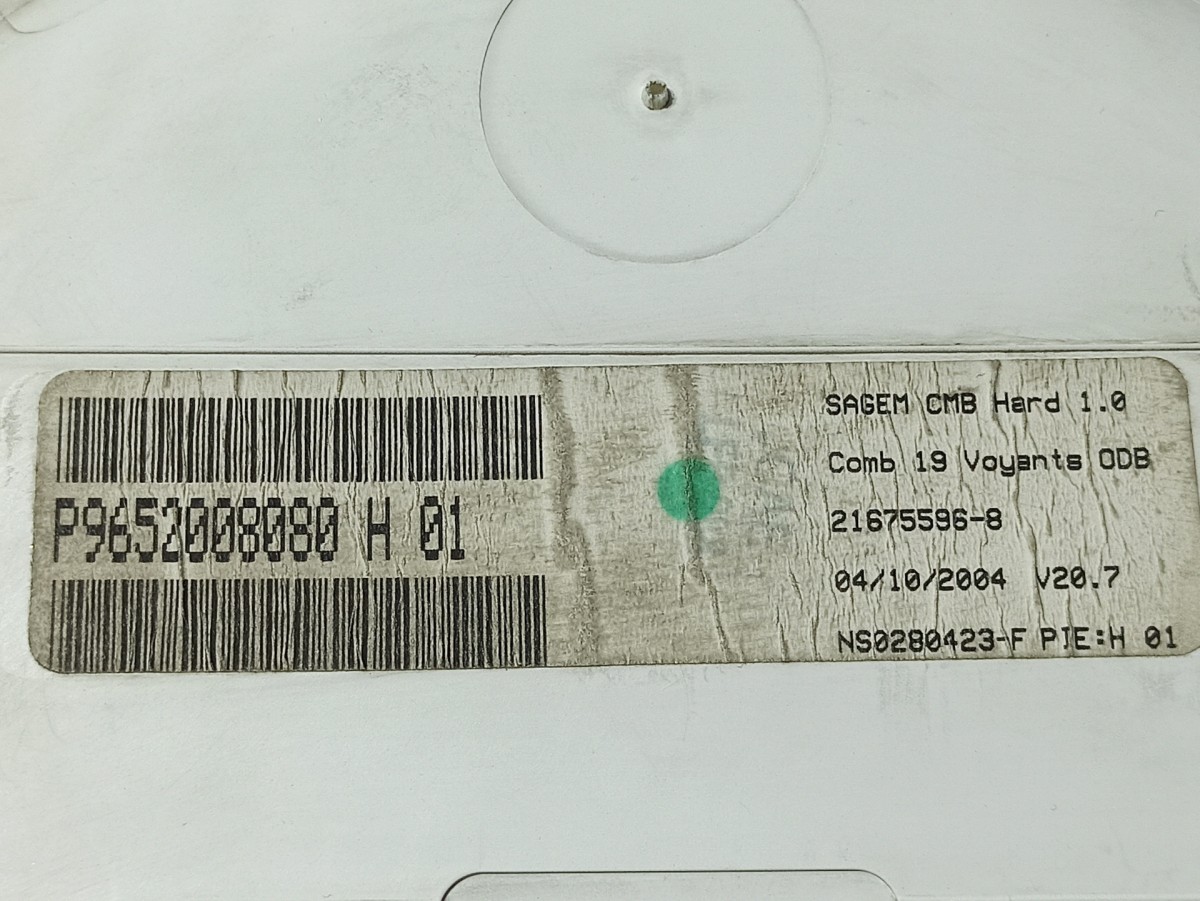 P9652008080 H 01
SAGEM CMB Hard 1.0
Comb 19 Voyants ODB
21675596-8
04/10/2004 V20.7
NS0280423-F PIE:H 01